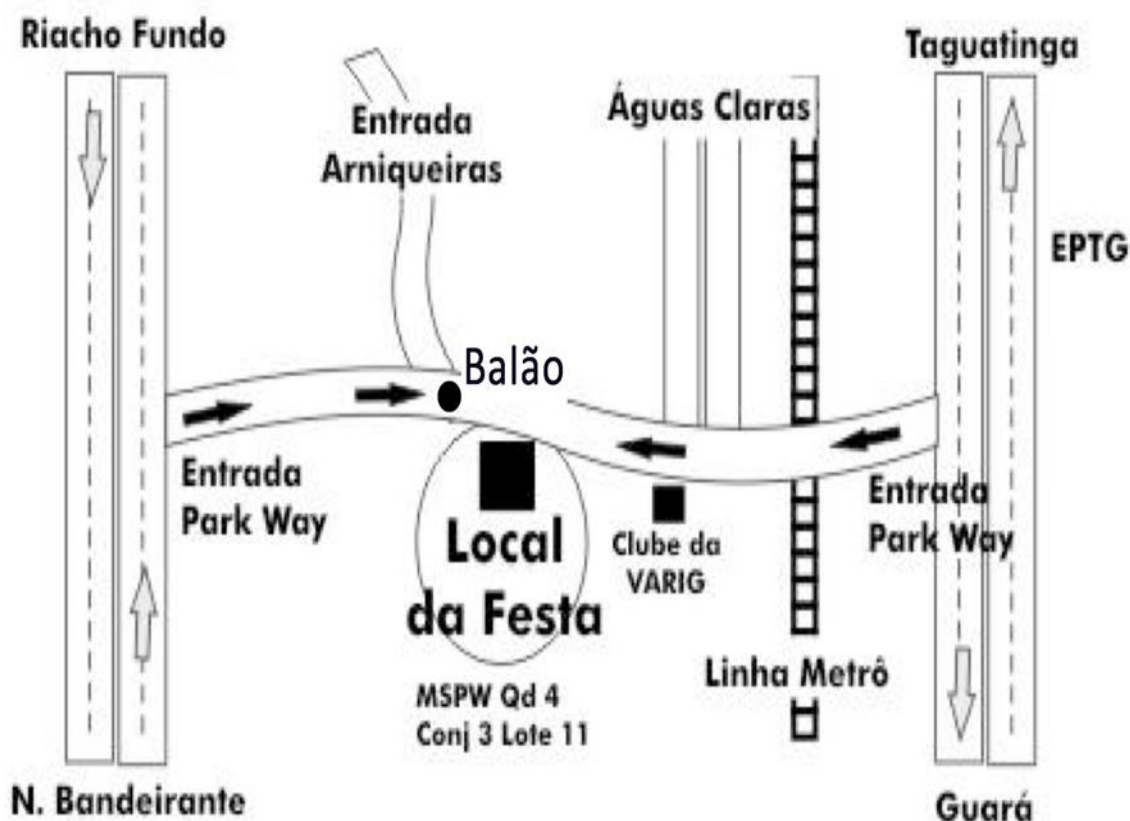 Riacho Fundo
Taguatinga
Entrada
Arniqueiras
Águas Claras
EPTG
Balão
Entrada
Park Way
Entrada
Park Way
Local
da Festa
Clube da
VARIG
Linha Metrô
MSPW Qd 4
Conj 3 Lote 11
N. Bandeirante
Guará